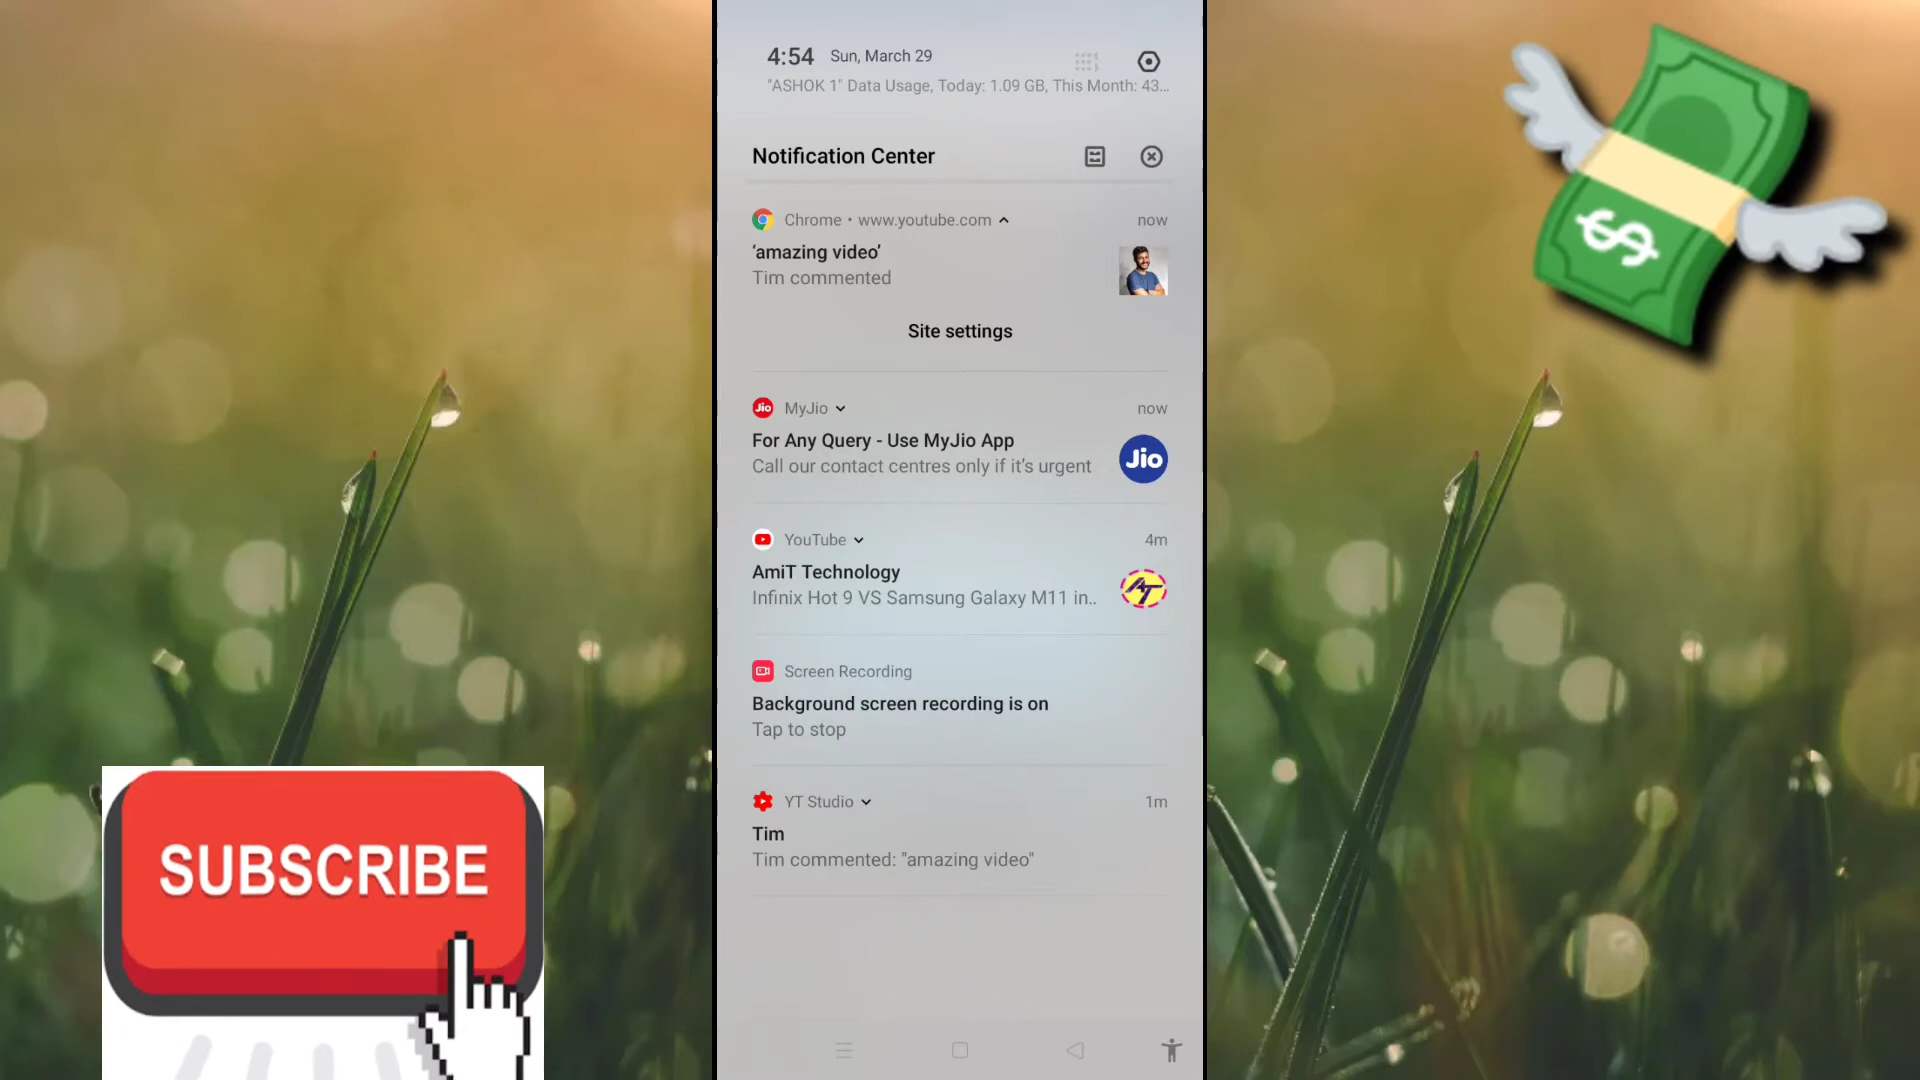 4:54 Sun, March 29
"ASHOK 1" Data Usage, Today: 1.09 GB, This Month: 43...
Notification Center
Chrome • www.youtube.com now
‘amazing video’
Tim commented
Site settings
Jio MyJio now
For Any Query - Use MyJio App
Call our contact centres only if it’s urgent
Jio
YouTube 4m
AmiT Technology
Infinix Hot 9 VS Samsung Galaxy M11 in..
AT
Screen Recording
Background screen recording is on
Tap to stop
YT Studio 1m
Tim
Tim commented: "amazing video"
SUBSCRIBE
$